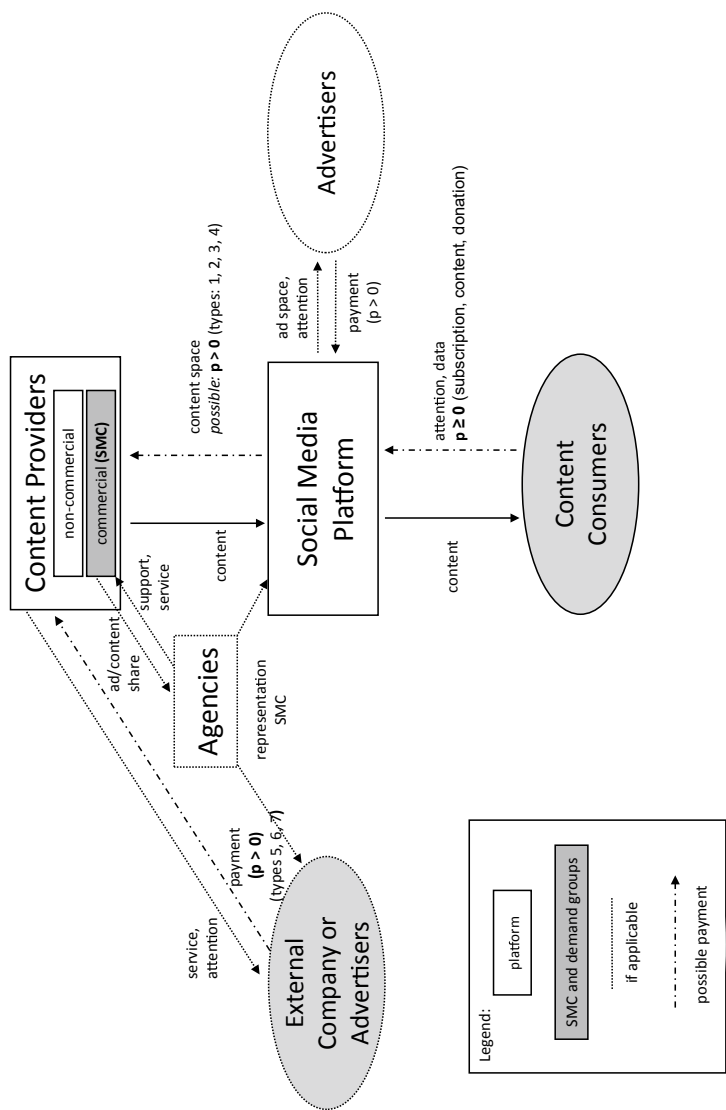 Content Providers
non-commercial
commercial (SMC)
service,
attention
payment
(p > 0)
(types 5, 6, 7)
ad/content
share
support,
service
content
content space
possible: p > 0 (types: 1, 2, 3, 4)
External
Company or
Advertisers
Agencies
representation
SMC
Social Media
Platform
ad space,
attention
payment
(p > 0)
Advertisers
content
attention, data
p ≥ 0 (subscription, content, donation)
Content
Consumers
Legend:
platform
SMC and demand groups
if applicable
possible payment